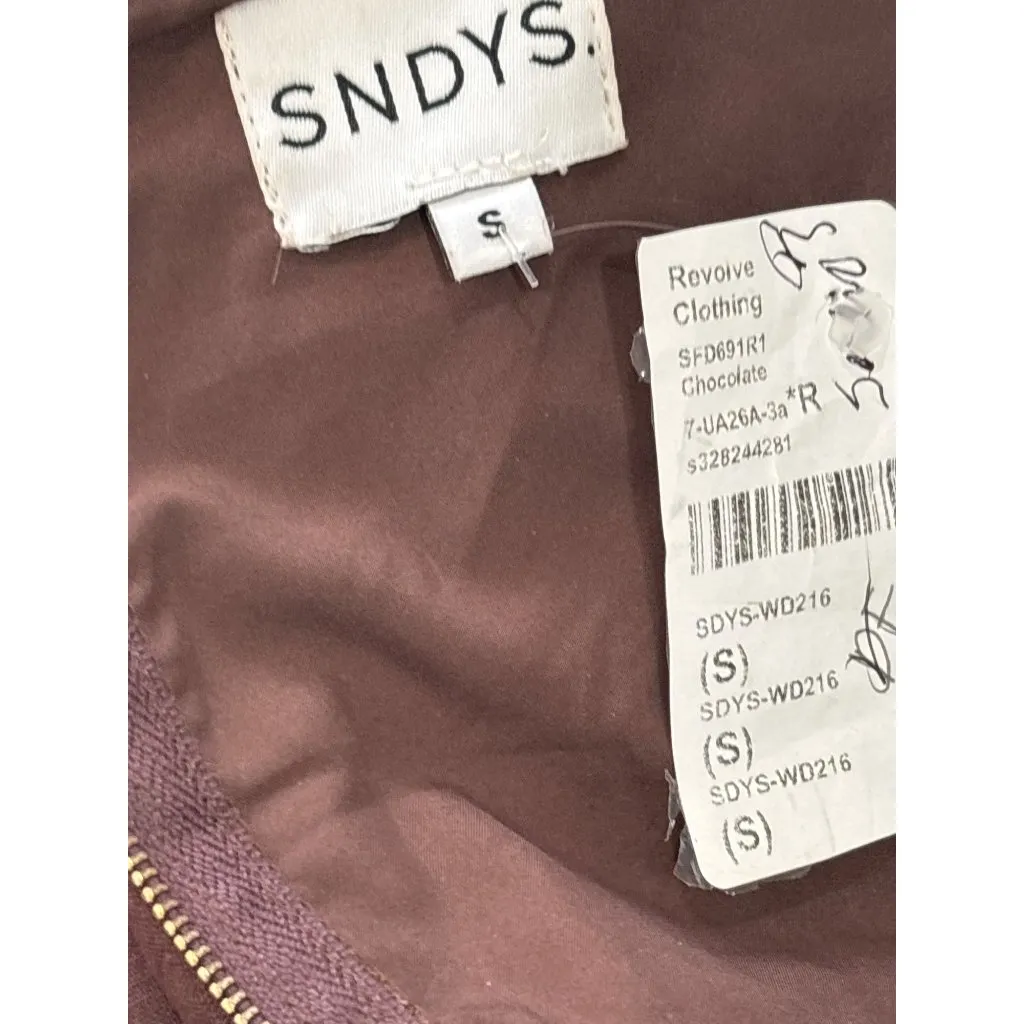 SNDYS.
S
Revolve
Clothing
SFD691R1
Chocolate
7-UA26A-3a*R
s328244281
SDYS-WD216
(S)
SDYS-WD216
(S)
SDYS-WD216
(S)